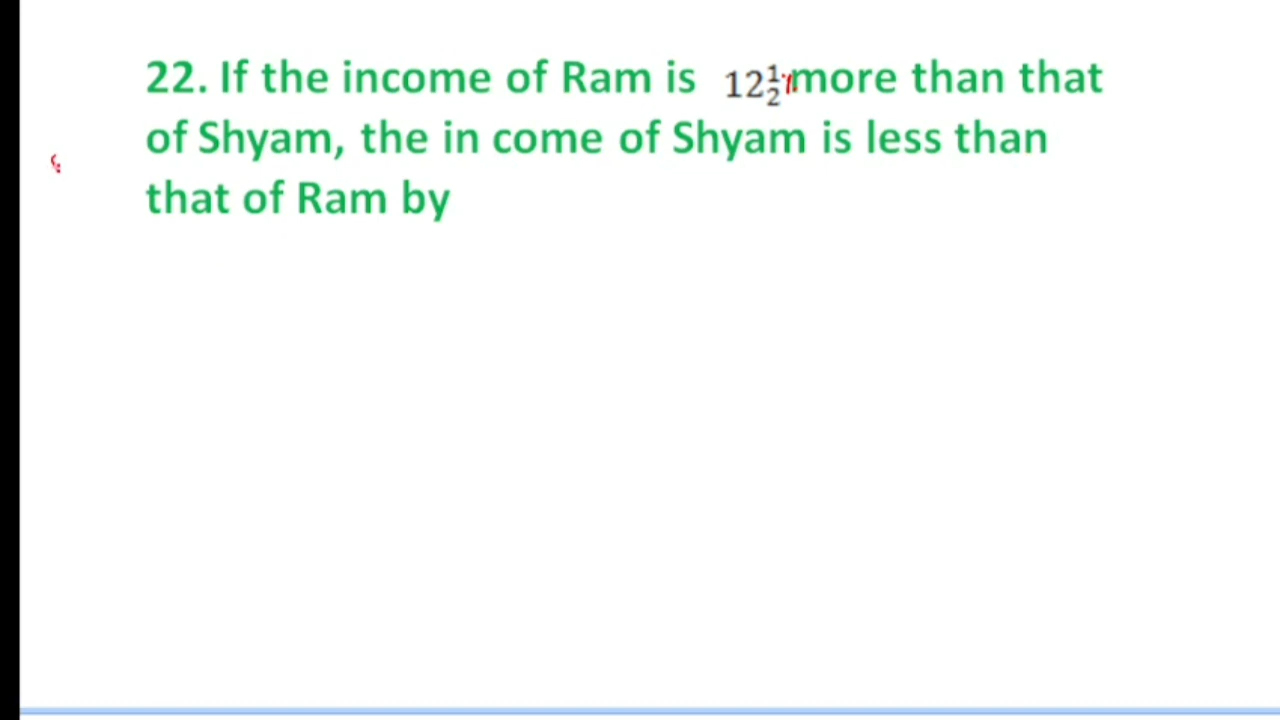 22. If the income of Ram is 12½% more than that
of Shyam, the in come of Shyam is less than
that of Ram by